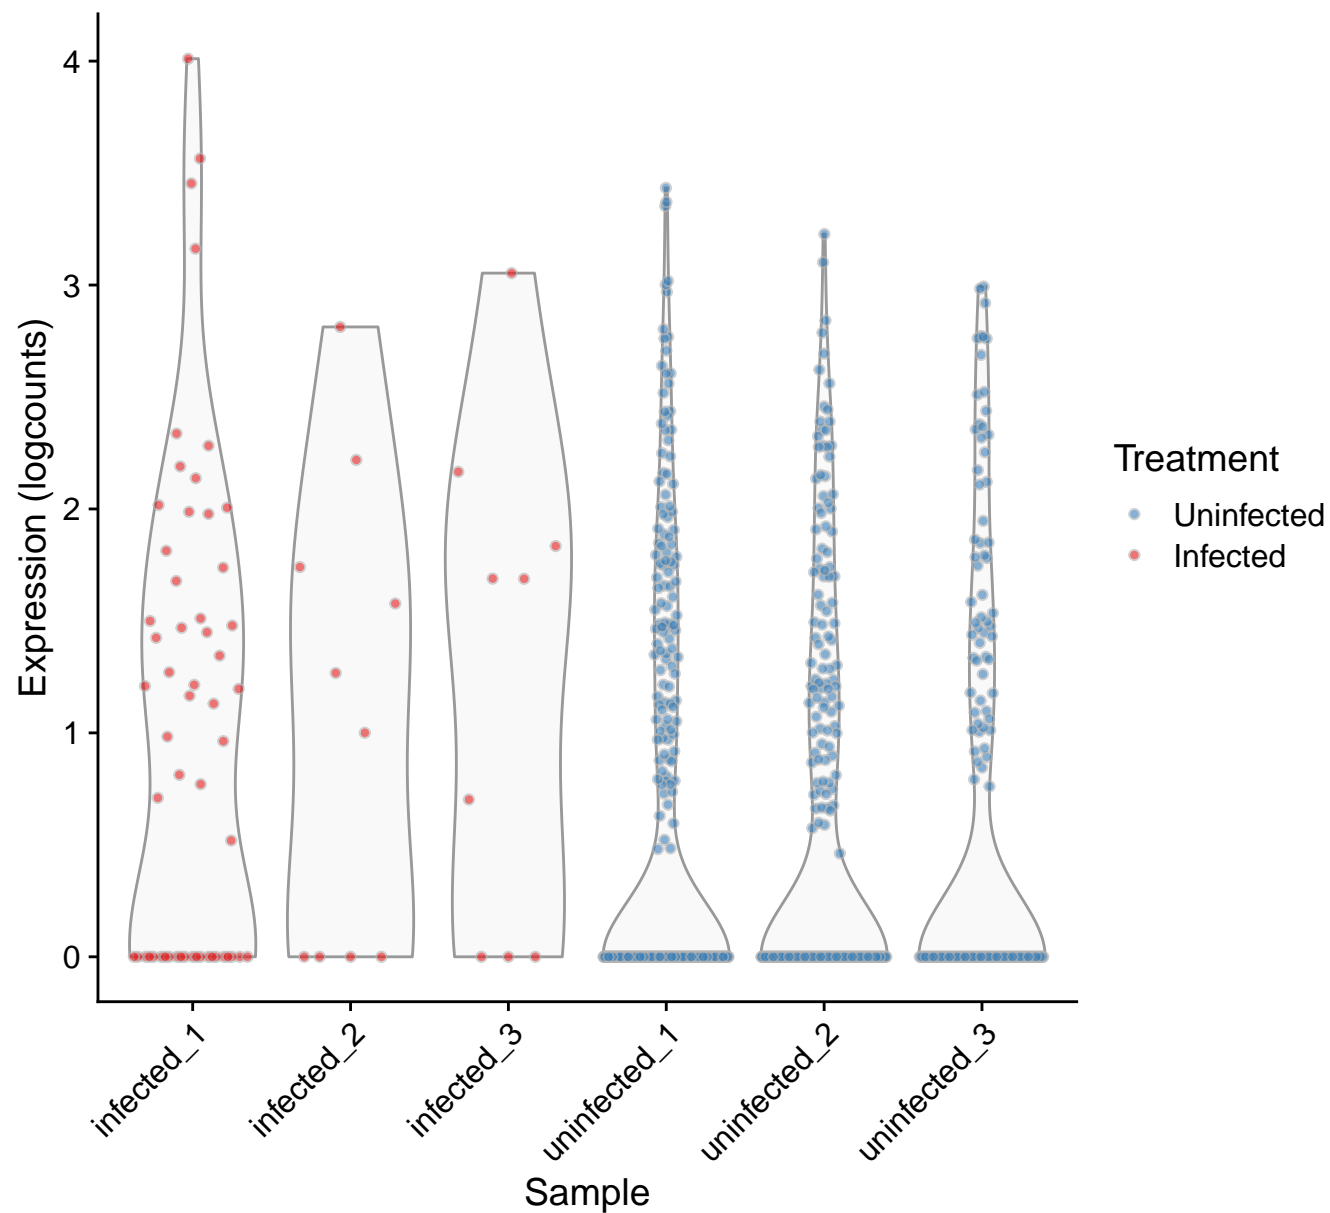 4
3
2
1
0
Expression (logcounts)
infected_1
infected_2
infected_3
uninfected_1
uninfected_2
uninfected_3
Sample
Treatment
Uninfected
Infected